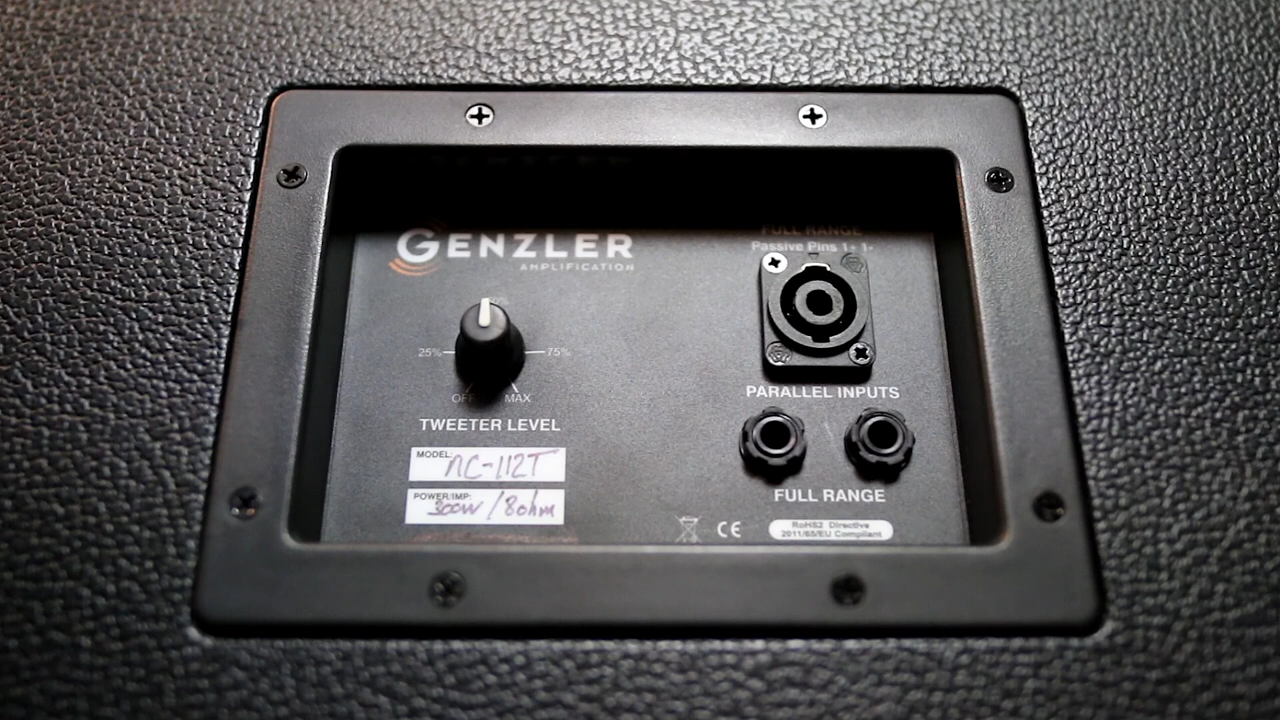 GENZLER
AMPLIFICATION
25%
75%
OFF
MAX
TWEETER LEVEL
MODEL: NC-112T
POWER/IMP: 300W / 8ohm
FULL RANGE
Passive Pins 1+ 1-
PARALLEL INPUTS
FULL RANGE
CE
RoHS2 Directive
2011/65/EU Compliant